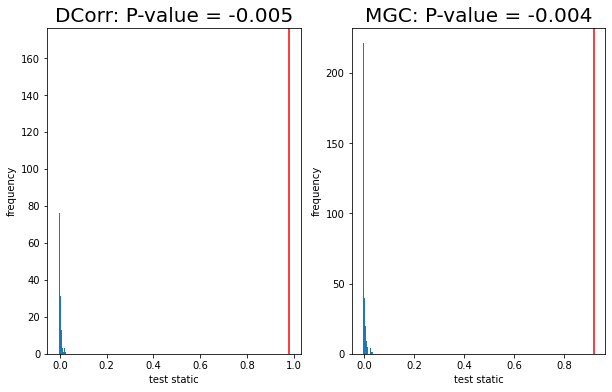 DCorr: P-value = -0.005
frequency
160
140
120
100
80
60
40
20
0
0.0 0.2 0.4 0.6 0.8 1.0
test static
MGC: P-value = -0.004
frequency
200
150
100
50
0
0.0 0.2 0.4 0.6 0.8
test static